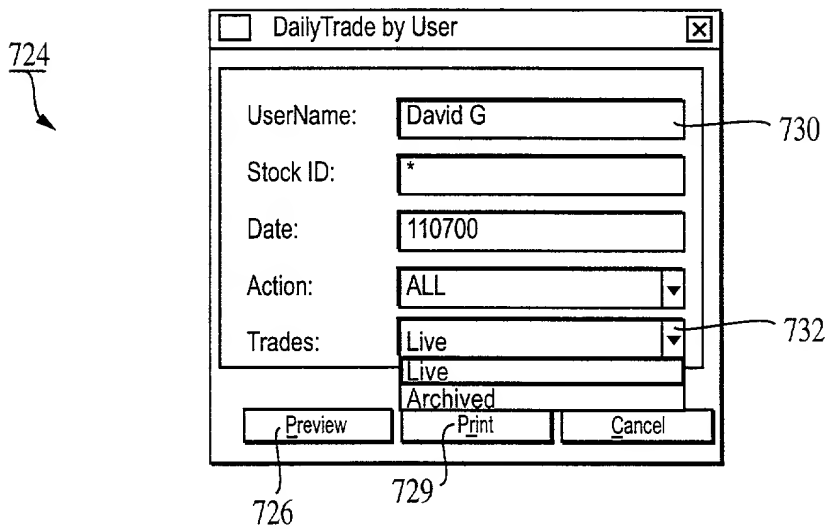 DailyTrade by User
724
UserName: David G
730
Stock ID: *
Date: 110700
Action: ALL
Trades: Live
732
Live
Archived
Preview Print Cancel
726 729